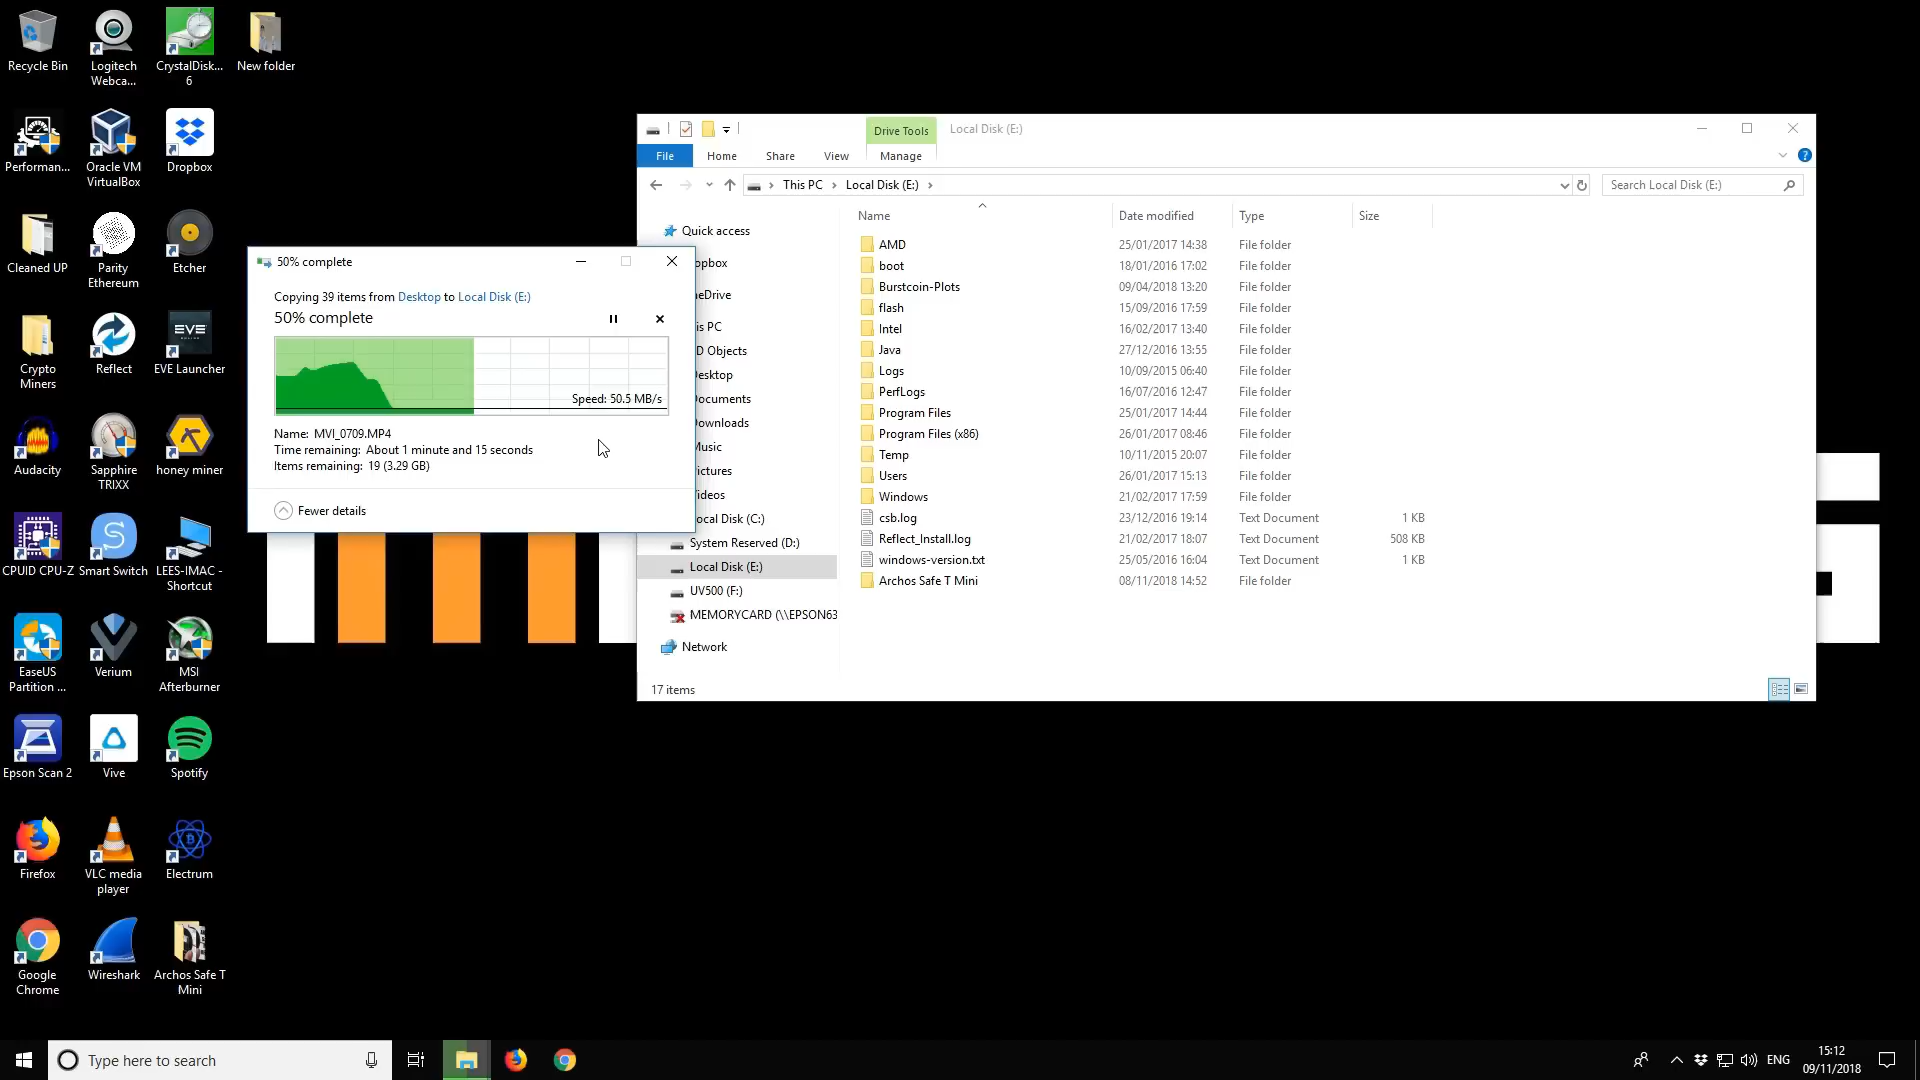 Recycle Bin
Logitech
Webca...
CrystalDisk...
6
New folder
Performan...
Oracle VM
VirtualBox
Dropbox
Cleaned UP
Parity
Ethereum
Etcher
Crypto
Miners
Reflect
EVE
EVE Launcher
Audacity
Sapphire
TRIXX
honey miner
CPUID CPU-Z
Smart Switch
LEES-IMAC -
Shortcut
EaseUS
Partition ...
Verium
MSI
Afterburner
Epson Scan 2
Vive
Spotify
Firefox
VLC media
player
Electrum
Google
Chrome
Wireshark
Archos Safe T
Mini
50% complete
Copying 39 items from Desktop to Local Disk (E:)
50% complete
Speed: 50.5 MB/s
Name: MVI_0709.MP4
Time remaining: About 1 minute and 15 seconds
Items remaining: 19 (3.29 GB)
Fewer details
Drive Tools
Local Disk (E:)
File
Home
Share
View
Manage
This PC
Local Disk (E:)
Search Local Disk (E:)
Quick access
opbox
eDrive
is PC
D Objects
esktop
ocuments
ownloads
Music
ictures
ideos
ocal Disk (C:)
System Reserved (D:)
Local Disk (E:)
UV500 (F:)
MEMORYCARD (\\EPSON63
Network
Name Date modified Type Size
AMD 25/01/2017 14:38 File folder
boot 18/01/2016 17:02 File folder
Burstcoin-Plots 09/04/2018 13:20 File folder
flash 15/09/2016 17:59 File folder
Intel 16/02/2017 13:40 File folder
Java 27/12/2016 13:55 File folder
Logs 10/09/2015 06:40 File folder
PerfLogs 16/07/2016 12:47 File folder
Program Files 25/01/2017 14:44 File folder
Program Files (x86) 26/01/2017 08:46 File folder
Temp 10/11/2015 20:07 File folder
Users 26/01/2017 15:13 File folder
Windows 21/02/2017 17:59 File folder
csb.log 23/12/2016 19:14 Text Document 1 KB
Reflect_Install.log 21/02/2017 18:07 Text Document 508 KB
windows-version.txt 25/05/2016 16:04 Text Document 1 KB
Archos Safe T Mini 08/11/2018 14:52 File folder
17 items
Type here to search
ENG
15:12
09/11/2018